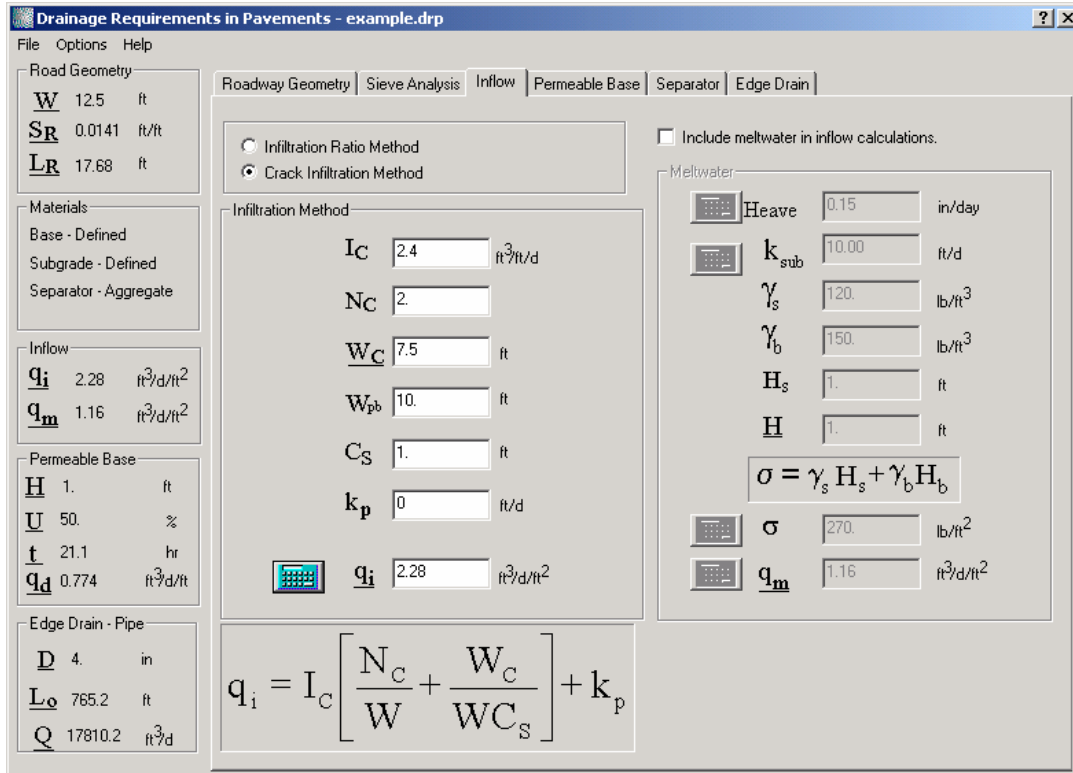 Drainage Requirements in Pavements - example.drp
File Options Help
Road Geometry
W 12.5 ft
SR 0.0141 ft/ft
LR 17.68 ft
Materials
Base - Defined
Subgrade - Defined
Separator - Aggregate
Inflow
qi 2.28 ft3/d/ft2
qm 1.16 ft3/d/ft2
Permeable Base
H 1. ft
U 50. %
t 21.1 hr
qd 0.774 ft3/d/ft
Edge Drain - Pipe
D 4. in
Lo 765.2 ft
Q 17810.2 ft3/d
Roadway Geometry Sieve Analysis Inflow Permeable Base Separator Edge Drain
Infiltration Ratio Method
Crack Infiltration Method
Infiltration Method
IC 2.4 ft3/ft/d
NC 2.
WC 7.5 ft
Wpb 10. ft
CS 1. ft
kp 0 ft/d
qi 2.28 ft3/d/ft2
qi = IC [ NC / W + WC / WCS ] + kp
Include meltwater in inflow calculations.
Meltwater
Heave 0.15 in/day
ksub 10.00 ft/d
γs 120. lb/ft3
γb 150. lb/ft3
Hs 1. ft
H 1. ft
σ = γs Hs + γb Hb
σ 270. lb/ft2
qm 1.16 ft3/d/ft2